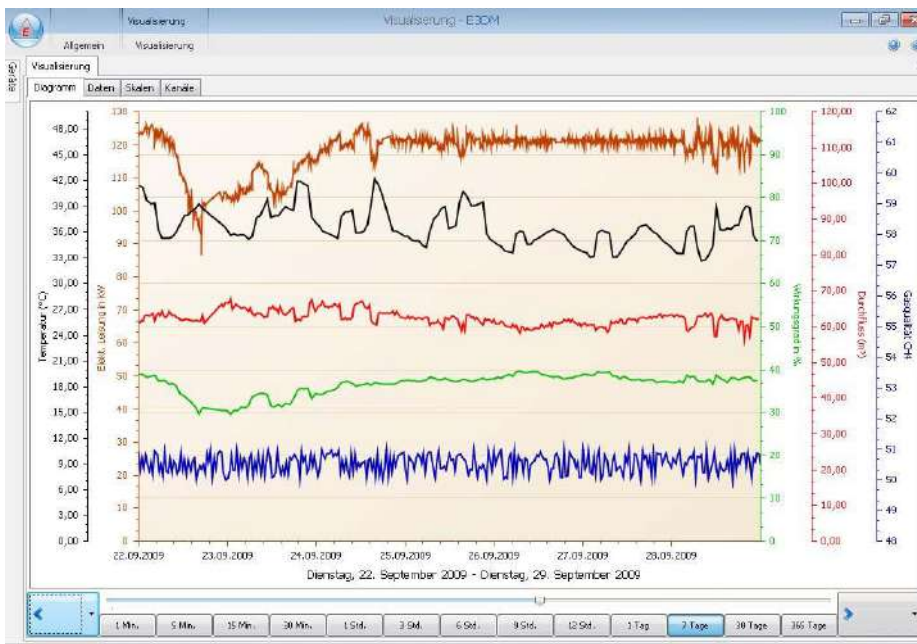 Visualisierung
Visualisierung - E3DM
Allgemein
Visualisierung
Geräte
Visualisierung
Diagramm
Daten
Skalen
Kanäle
Temperatur (°C)
48,00
45,00
42,00
39,00
36,00
33,00
30,00
27,00
24,00
21,00
18,00
15,00
12,00
9,00
6,00
3,00
0,00
Elekt. Leistung in KW
130
120
110
100
90
80
70
60
50
40
30
20
10
0
Wirkungsgrad in %
100
90
80
70
60
50
40
30
20
10
0
Durchfluss (m³)
120,00
110,00
100,00
90,00
80,00
70,00
60,00
50,00
40,00
30,00
20,00
10,00
0,00
Gasqualität CH4
62
61
60
59
58
57
56
55
54
53
52
51
50
49
48
22.09.2009
23.09.2009
24.09.2009
25.09.2009
26.09.2009
27.09.2009
28.09.2009
Dienstag, 22. September 2009 - Dienstag, 29. September 2009
1 Min.
5 Min.
15 Min.
30 Min.
1 Std.
3 Std.
6 Std.
9 Std.
12 Std.
1 Tag
7 Tage
30 Tage
365 Tage